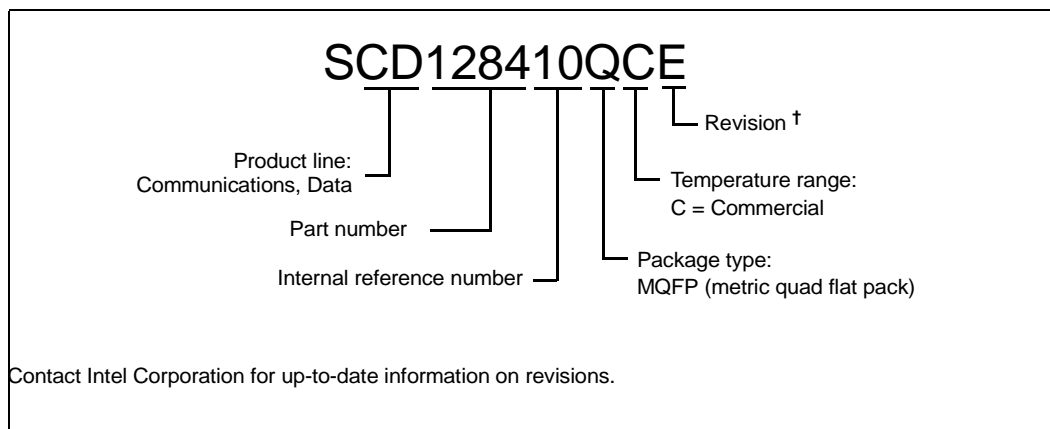 SCD128410QCE
Revision †
Product line:
Communications, Data
Temperature range:
C = Commercial
Part number
Package type:
MQFP (metric quad flat pack)
Internal reference number
Contact Intel Corporation for up-to-date information on revisions.